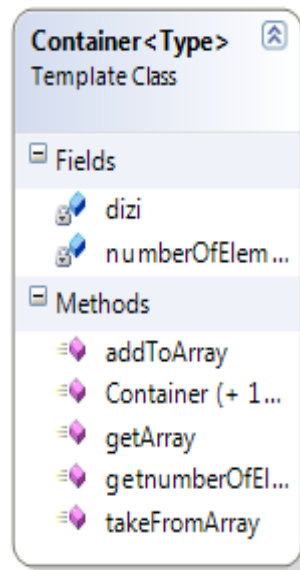 Container<Type>
Template Class
Fields
dizi
numberOfElem...
Methods
addToArray
Container (+ 1...
getArray
getnumberOfEl...
takeFromArray